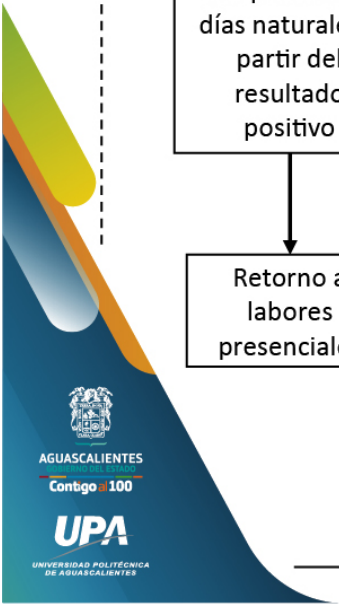 días naturale
partir del
resultado
positivo
Retorno a
labores
presenciale
AGUASCALIENTES
GOBIERNO DEL ESTADO
Contigo al 100
UPA
UNIVERSIDAD POLITÉCNICA
DE AGUASCALIENTES